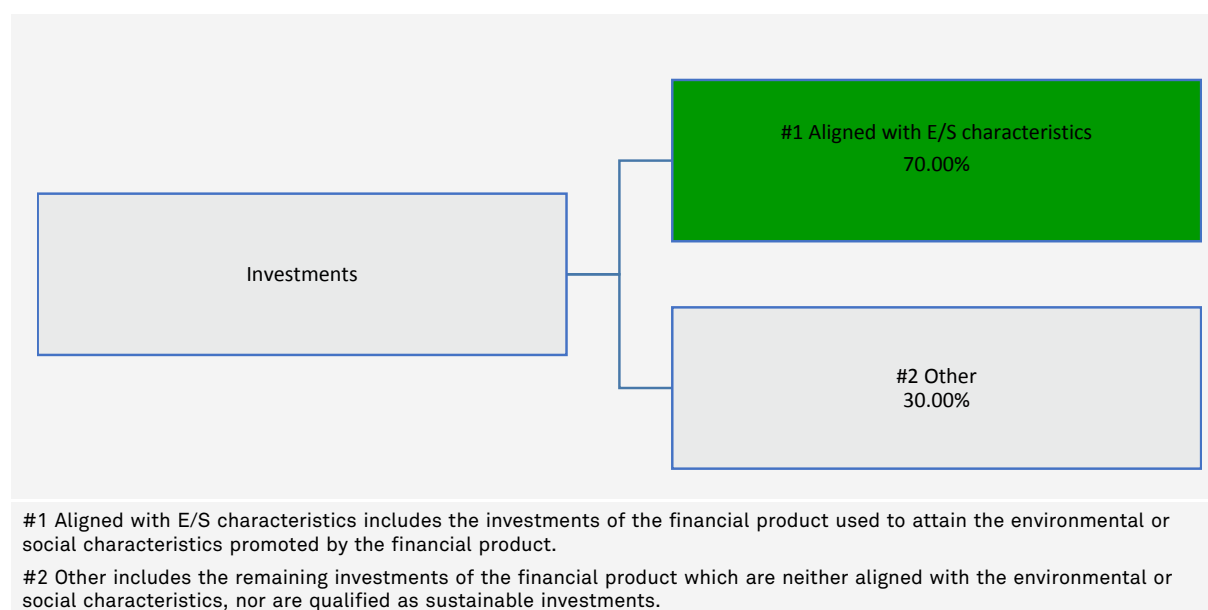 #1 Aligned with E/S characteristics
70.00%
Investments
#2 Other
30.00%
#1 Aligned with E/S characteristics includes the investments of the financial product used to attain the environmental or
social characteristics promoted by the financial product.
#2 Other includes the remaining investments of the financial product which are neither aligned with the environmental or
social characteristics, nor are qualified as sustainable investments.